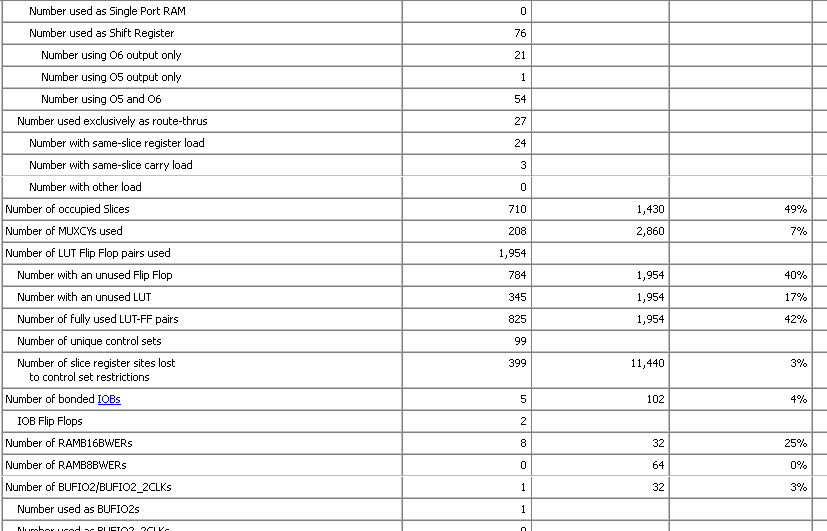 Number used as Single Port RAM 0
Number used as Shift Register 76
Number using O6 output only 21
Number using O5 output only 1
Number using O5 and O6 54
Number used exclusively as route-thrus 27
Number with same-slice register load 24
Number with same-slice carry load 3
Number with other load 0
Number of occupied Slices 710 1,430 49%
Number of MUXCYs used 208 2,860 7%
Number of LUT Flip Flop pairs used 1,954
Number with an unused Flip Flop 784 1,954 40%
Number with an unused LUT 345 1,954 17%
Number of fully used LUT-FF pairs 825 1,954 42%
Number of unique control sets 99
Number of slice register sites lost 399 11,440 3%
to control set restrictions
Number of bonded IOBs 5 102 4%
IOB Flip Flops 2
Number of RAMB16BWERs 8 32 25%
Number of RAMB8BWERs 0 64 0%
Number of BUFIO2/BUFIO2_2CLKs 1 32 3%
Number used as BUFIO2s 1
Number used as BUFIO2_2CLKs 0